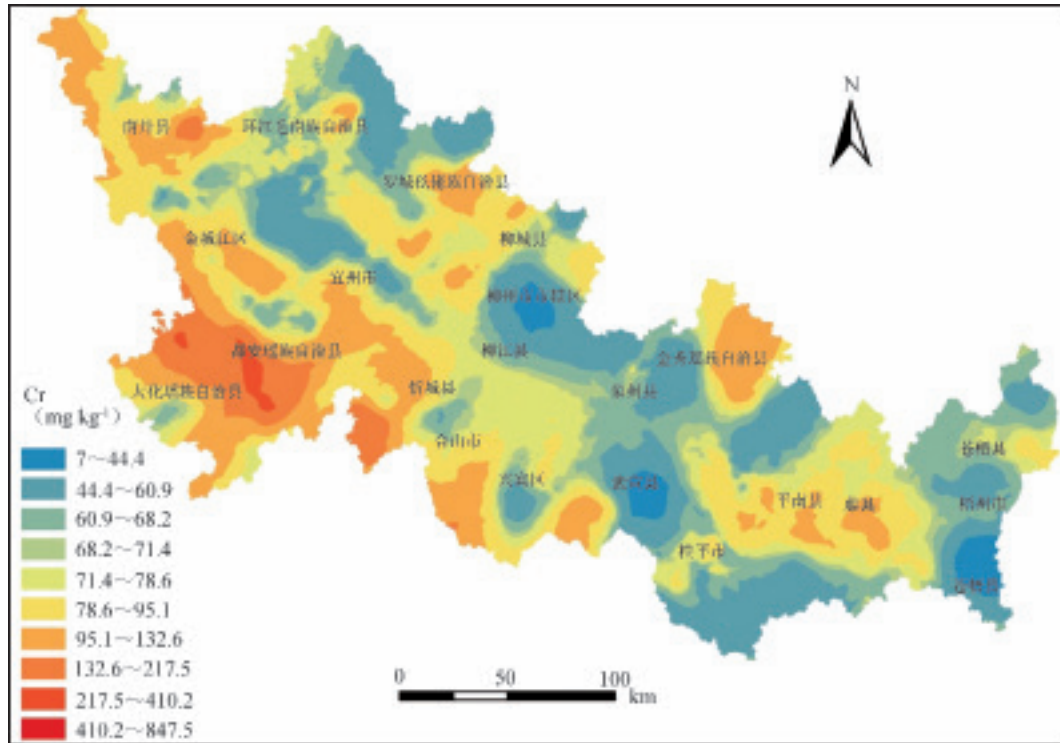 N
南丹县
环江毛南族自治县
罗城仫佬族自治县
金城江区
柳城县
宜州市
柳州市市辖区
都安瑶族自治县
柳江县
金秀瑶族自治县
大化瑶族自治县
忻城县
象州县
合山市
苍梧县
兴宾区
武宣县
平南县
藤县
梧州市
桂平市
苍梧县
Cr
(mg kg⁻¹)
7～44.4
44.4～60.9
60.9～68.2
68.2～71.4
71.4～78.6
78.6～95.1
95.1～132.6
132.6～217.5
217.5～410.2
410.2～847.5
0 50 100
km